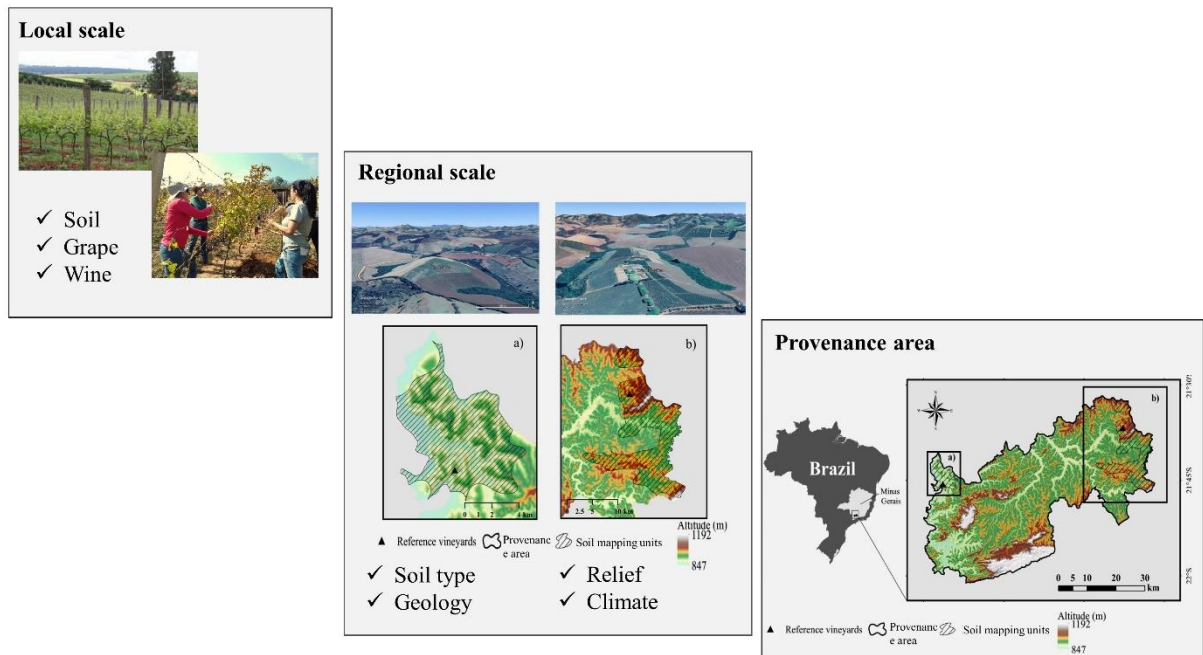 Local scale
✓ Soil
✓ Grape
✓ Wine
Regional scale
a)
b)
0 1 2 4 km
0 2.5 5 10 km
Altitude (m)
1192
847
Reference vineyards
Provenanc
e area
Soil mapping units
✓ Soil type
✓ Geology
✓ Relief
✓ Climate
Provenance area
Brazil
Minas
Gerais
a)
b)
21°30'
21°45'S
22°S
0 5 10 20 30
km
Altitude (m)
1192
847
Reference vineyards
Provenanc
e area
Soil mapping units